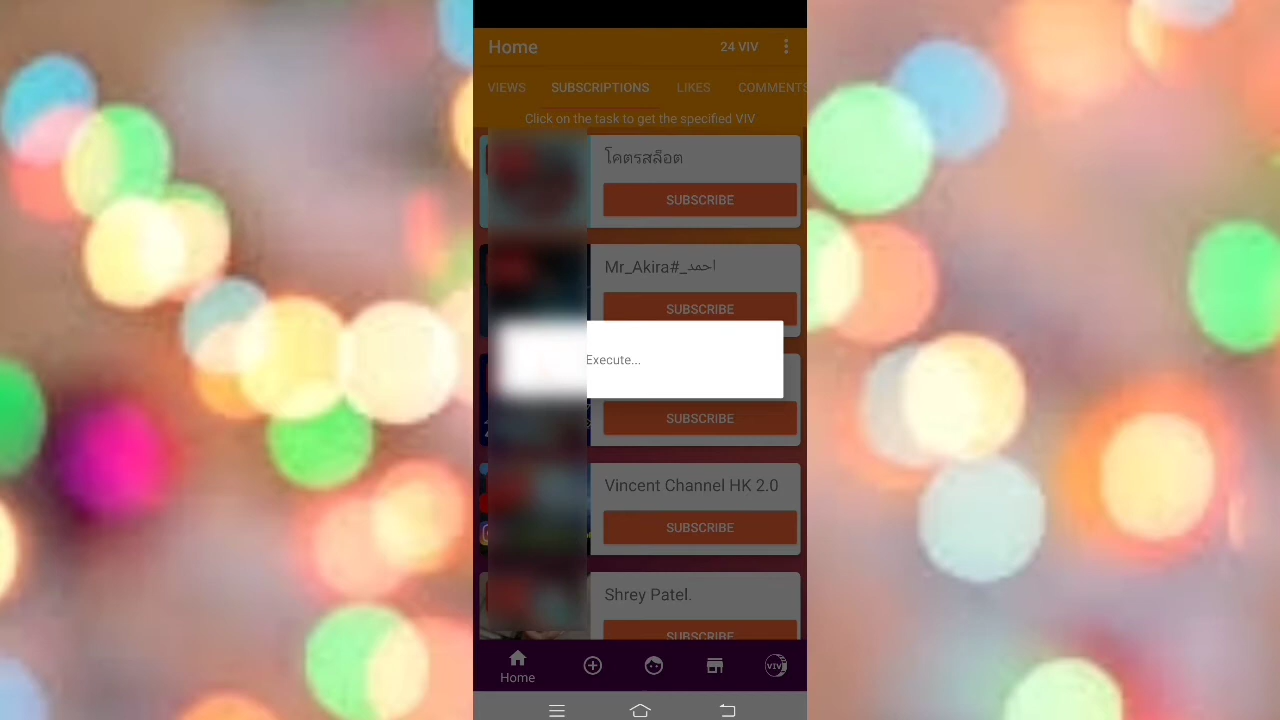 Home
24 VIV
VIEWS
SUBSCRIPTIONS
LIKES
COMMENTS
Click on the task to get the specified VIV
โคตรสล็อต
SUBSCRIBE
Mr_Akira#_احمد
SUBSCRIBE
Execute...
SUBSCRIBE
Vincent Channel HK 2.0
SUBSCRIBE
Shrey Patel.
SUBSCRIBE
Home
VIV